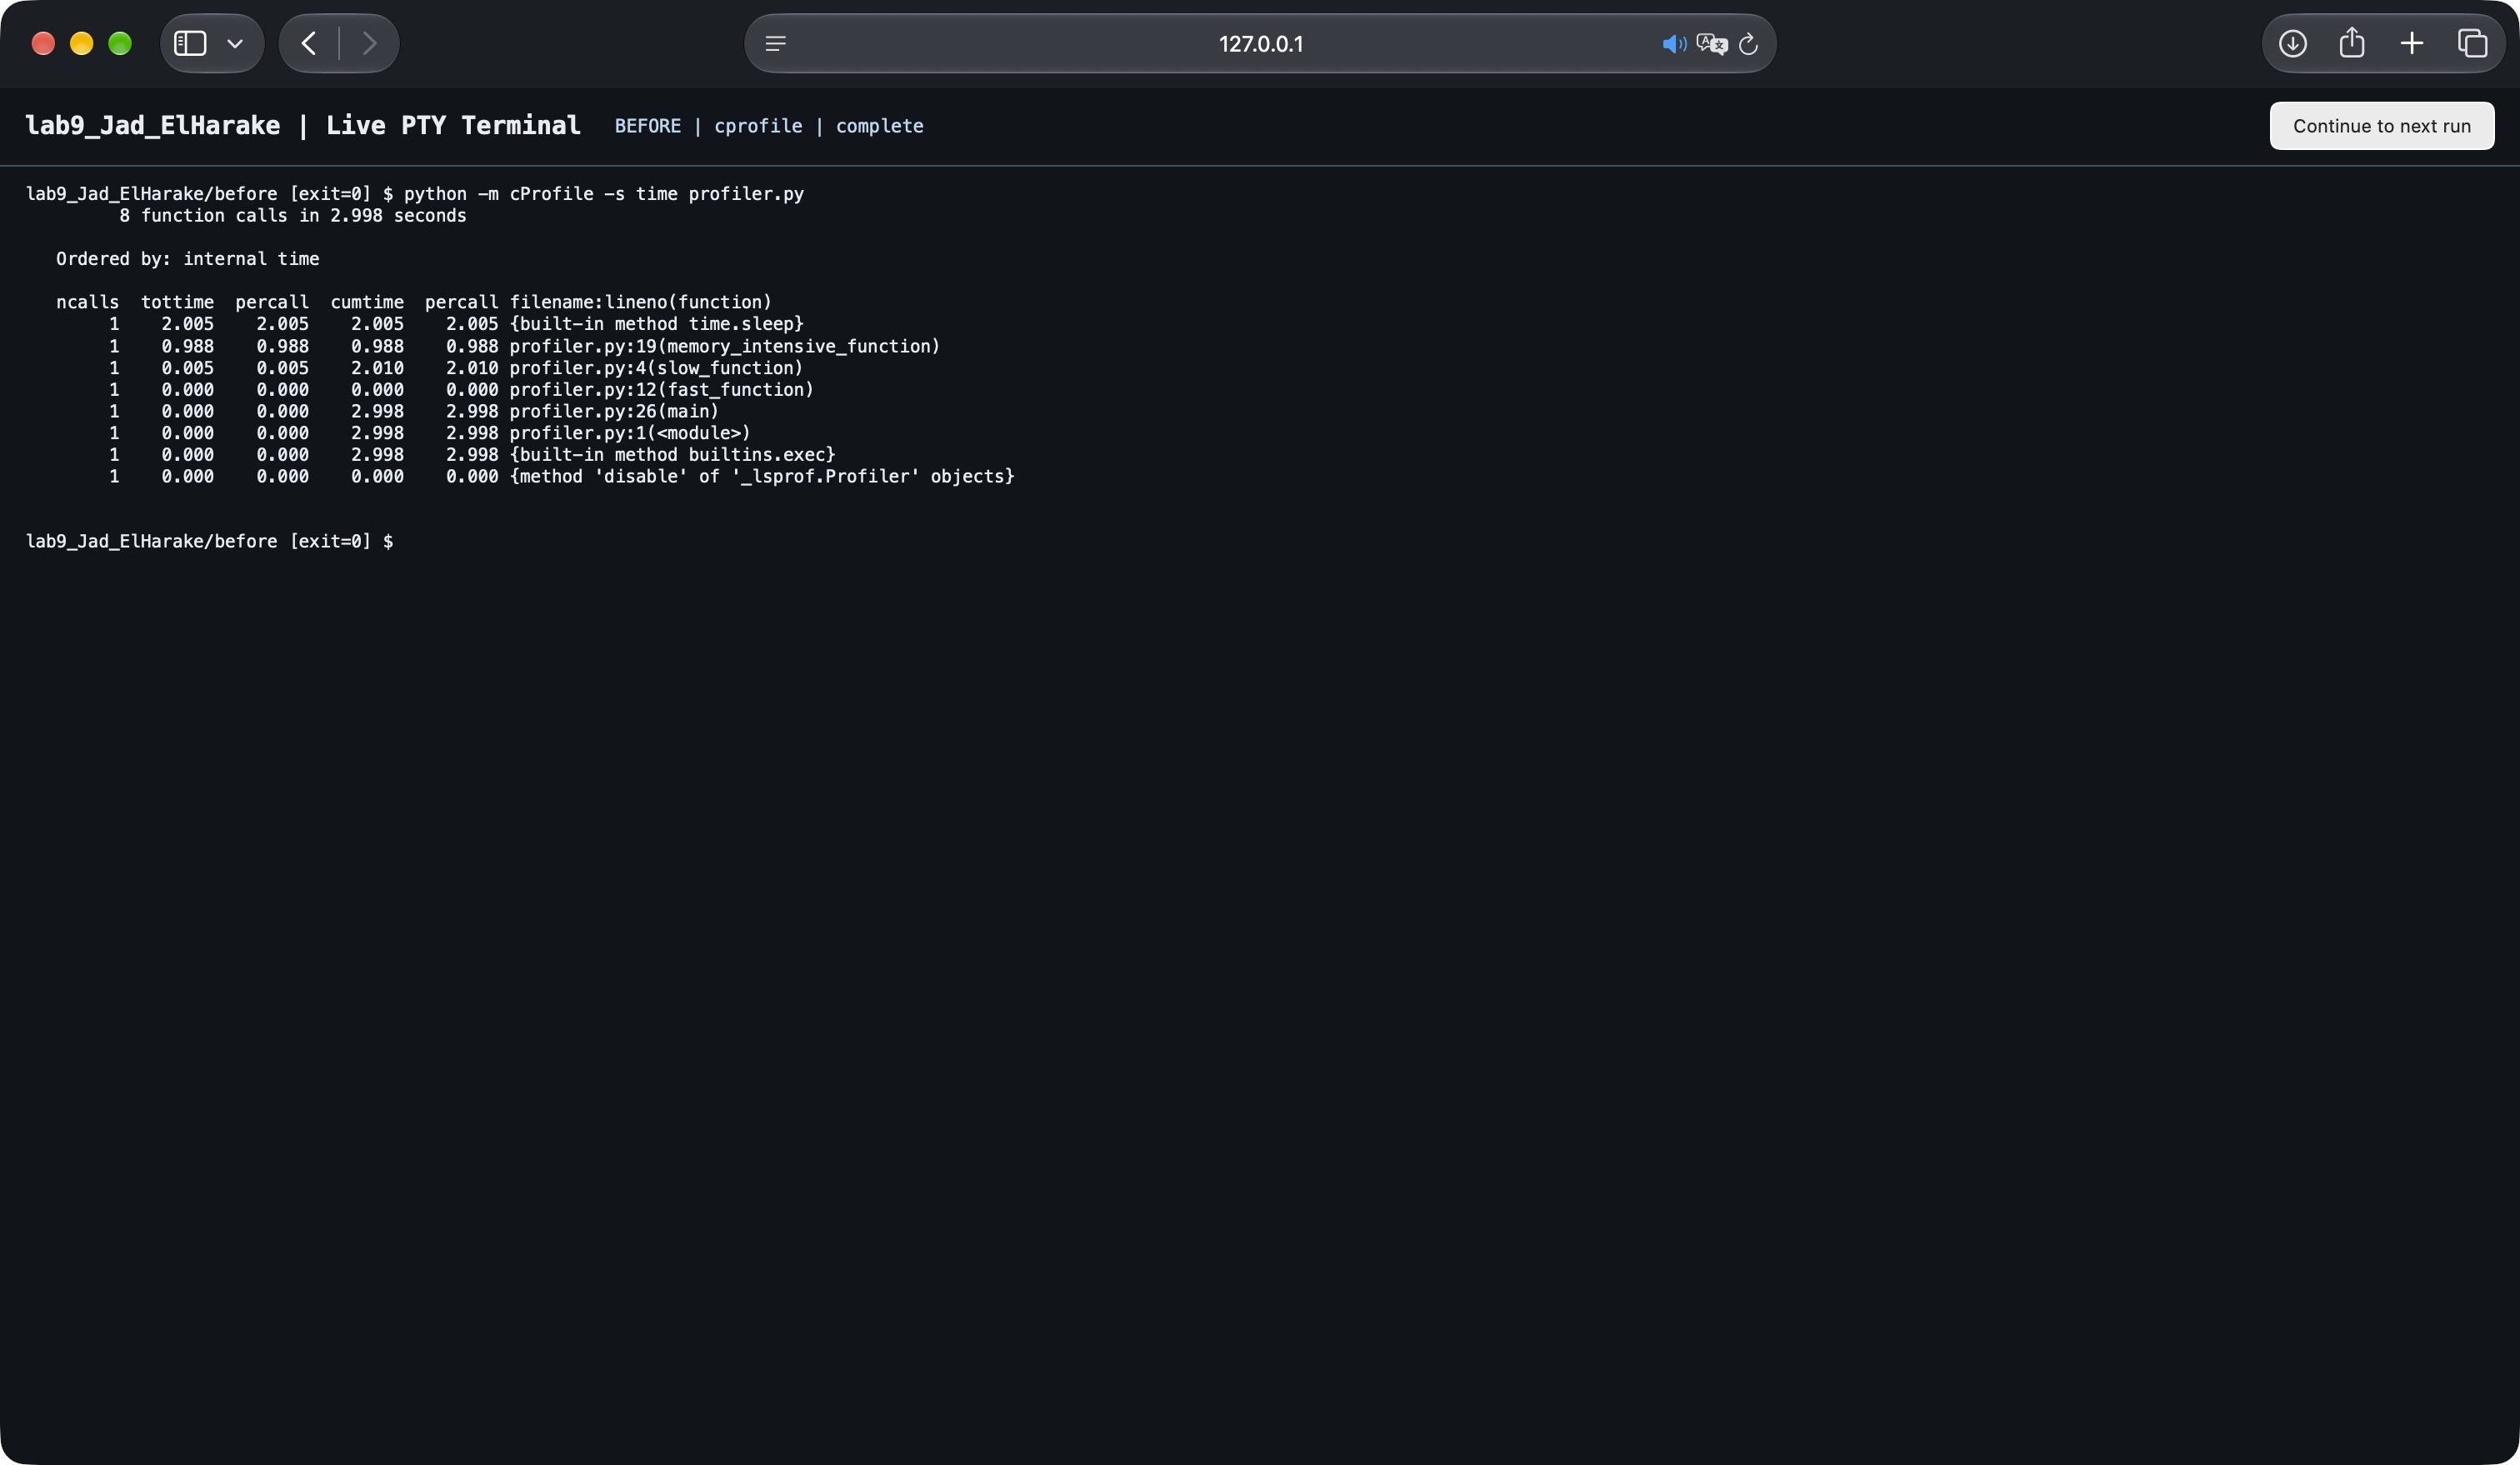 127.0.0.1
lab9_Jad_ElHarake | Live PTY Terminal BEFORE | cprofile | complete Continue to next run
lab9_Jad_ElHarake/before [exit=0] $ python -m cProfile -s time profiler.py
         8 function calls in 2.998 seconds

   Ordered by: internal time

   ncalls  tottime  percall  cumtime  percall filename:lineno(function)
        1    2.005    2.005    2.005    2.005 {built-in method time.sleep}
        1    0.988    0.988    0.988    0.988 profiler.py:19(memory_intensive_function)
        1    0.005    0.005    2.010    2.010 profiler.py:4(slow_function)
        1    0.000    0.000    0.000    0.000 profiler.py:12(fast_function)
        1    0.000    0.000    2.998    2.998 profiler.py:26(main)
        1    0.000    0.000    2.998    2.998 profiler.py:1(<module>)
        1    0.000    0.000    2.998    2.998 {built-in method builtins.exec}
        1    0.000    0.000    0.000    0.000 {method 'disable' of '_lsprof.Profiler' objects}

lab9_Jad_ElHarake/before [exit=0] $